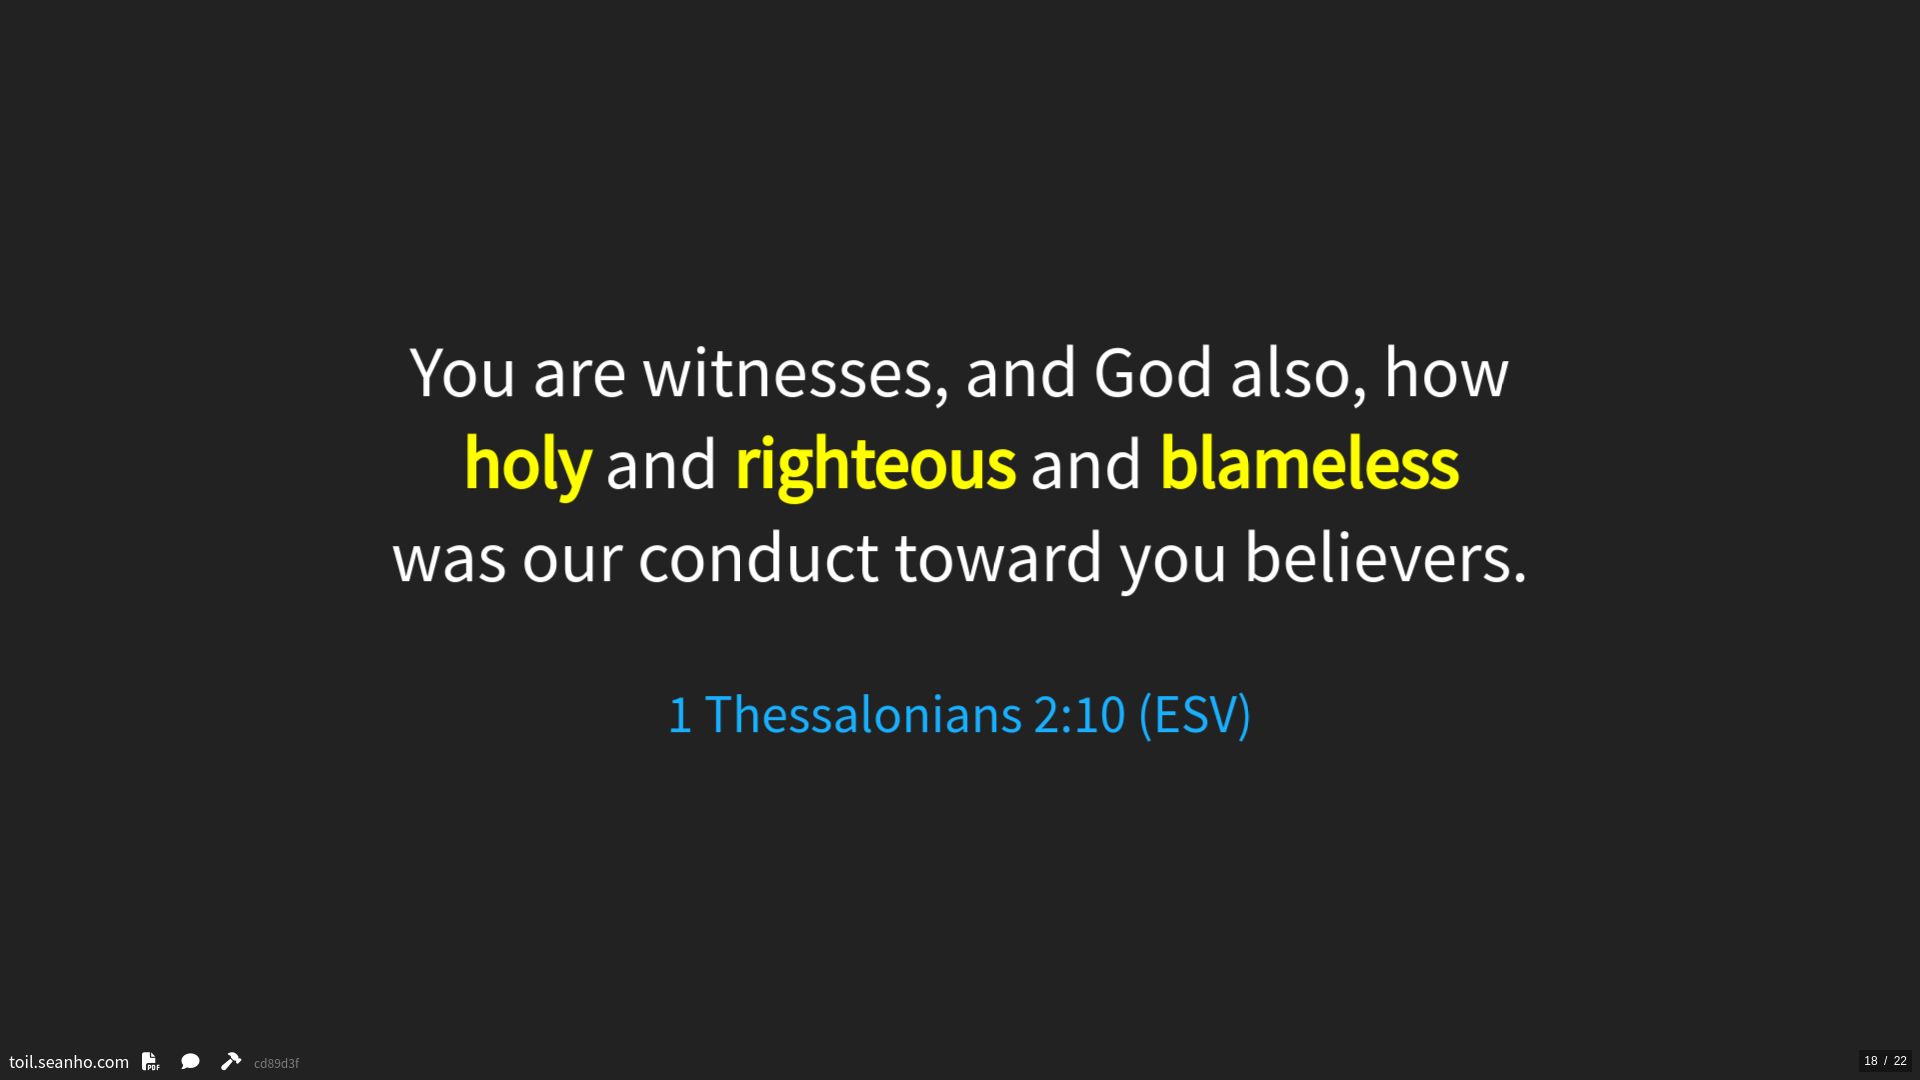 You are witnesses, and God also, how
holy and righteous and blameless
was our conduct toward you believers.
1 Thessalonians 2:10 (ESV)
toil.seanho.com PDF cd89d3f
18 / 22